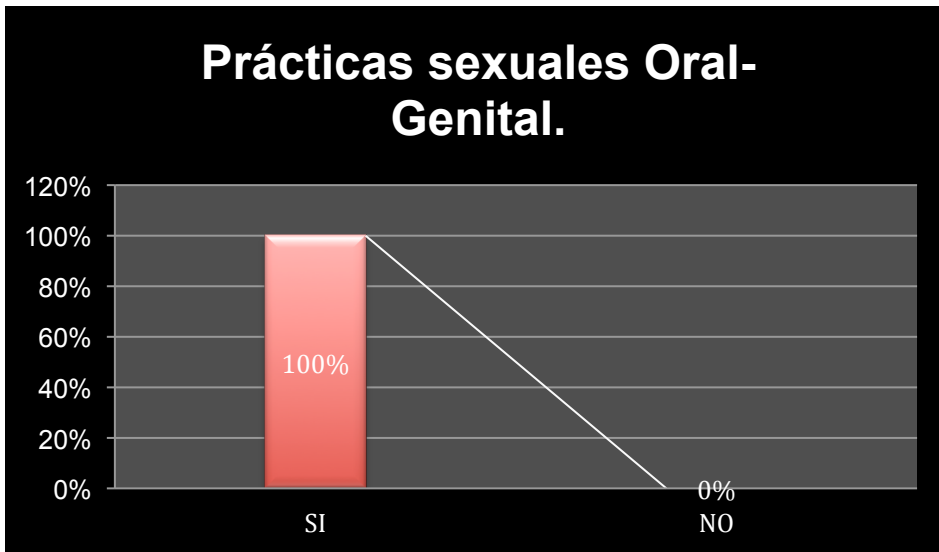 Prácticas sexuales Oral-
Genital.
120%
100%
80%
60%
40%
20%
0%
100%
0%
SI
NO